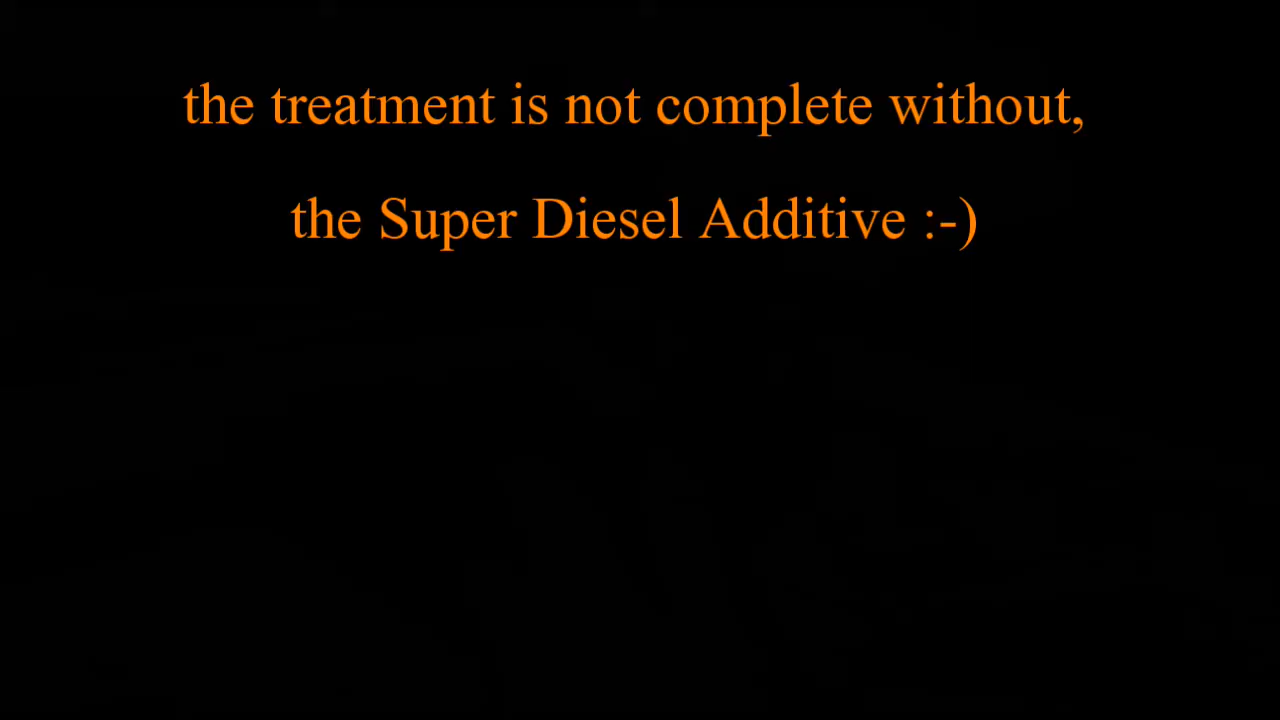 the treatment is not complete without,
the Super Diesel Additive :-)